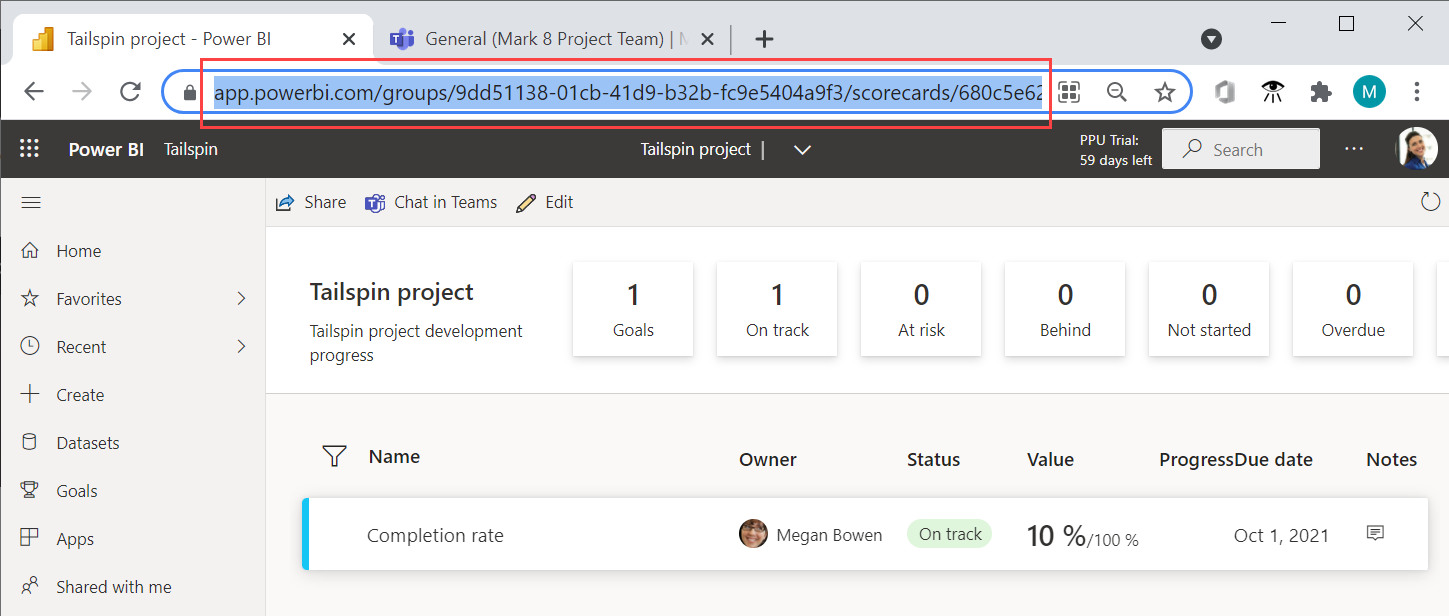 Tailspin project - Power BI
General (Mark 8 Project Team) |
app.powerbi.com/groups/9dd51138-01cb-41d9-b32b-fc9e5404a9f3/scorecards/680c5e62
M
Power BI Tailspin
Tailspin project |
PPU Trial:
59 days left
Search
Share Chat in Teams Edit
Home
Favorites
Recent
Create
Datasets
Goals
Apps
Shared with me
Tailspin project
Tailspin project development
progress
1
Goals
1
On track
0
At risk
0
Behind
0
Not started
0
Overdue
Name Owner Status Value Progress Due date Notes
Completion rate Megan Bowen On track 10 %/100 % Oct 1, 2021